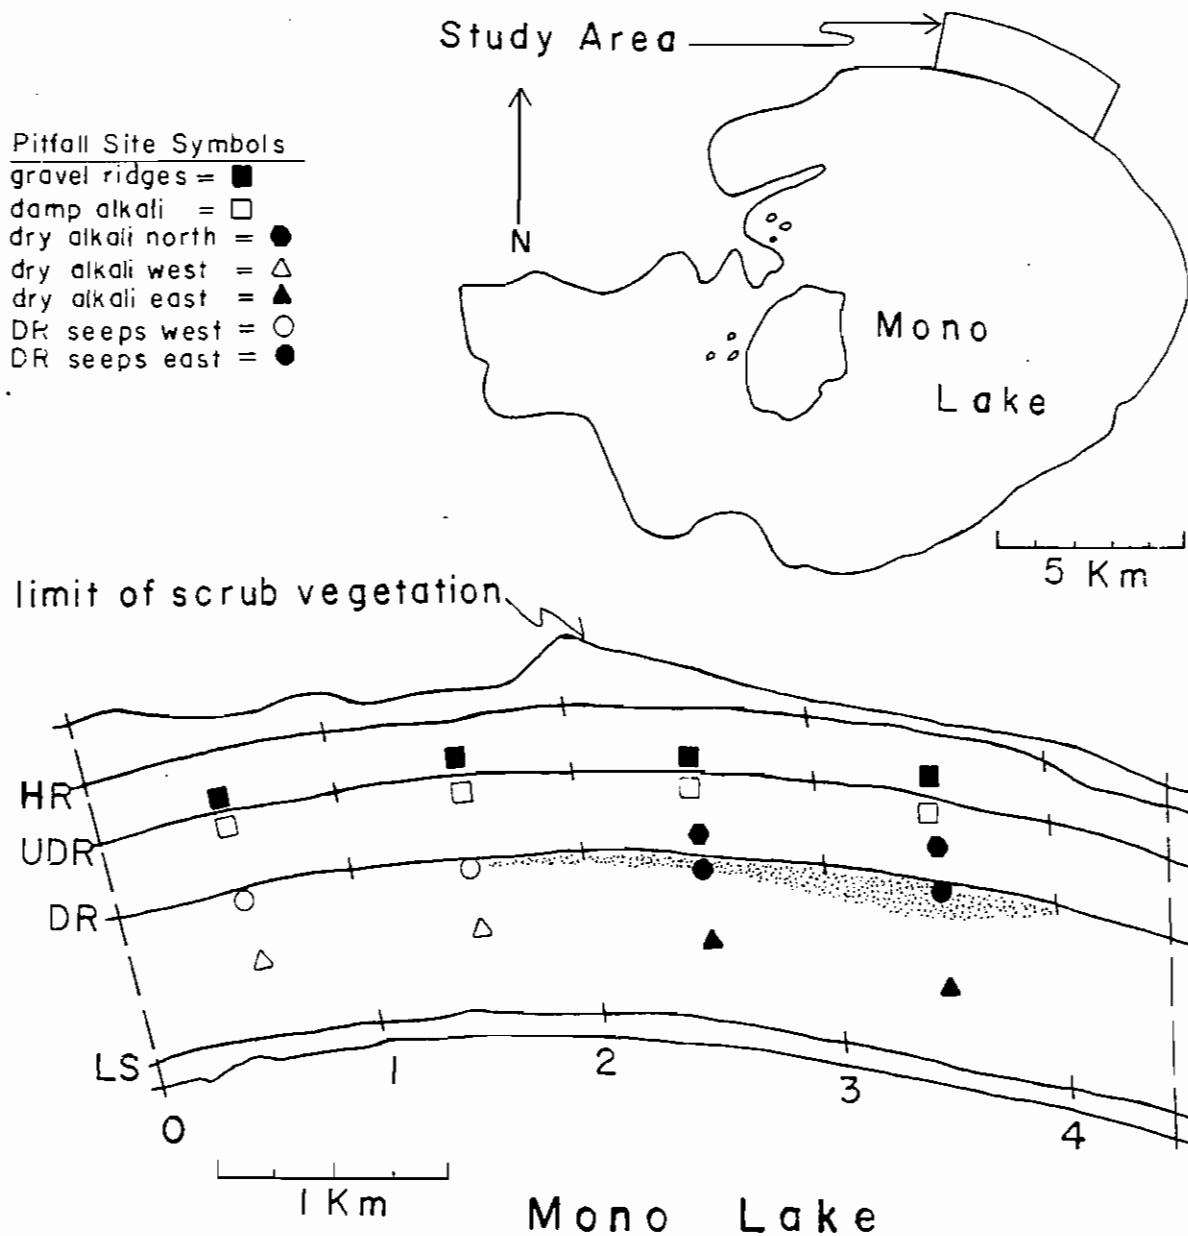 Study Area
Pitfall Site Symbols
gravel ridges = ■
damp alkali = □
dry alkali north = ⬢
dry alkali west = △
dry alkali east = ▲
DR seeps west = ○
DR seeps east = ●
N
Mono
Lake
5 Km
limit of scrub vegetation
HR
UDR
DR
LS
0
1
2
3
4
1 Km
Mono Lake